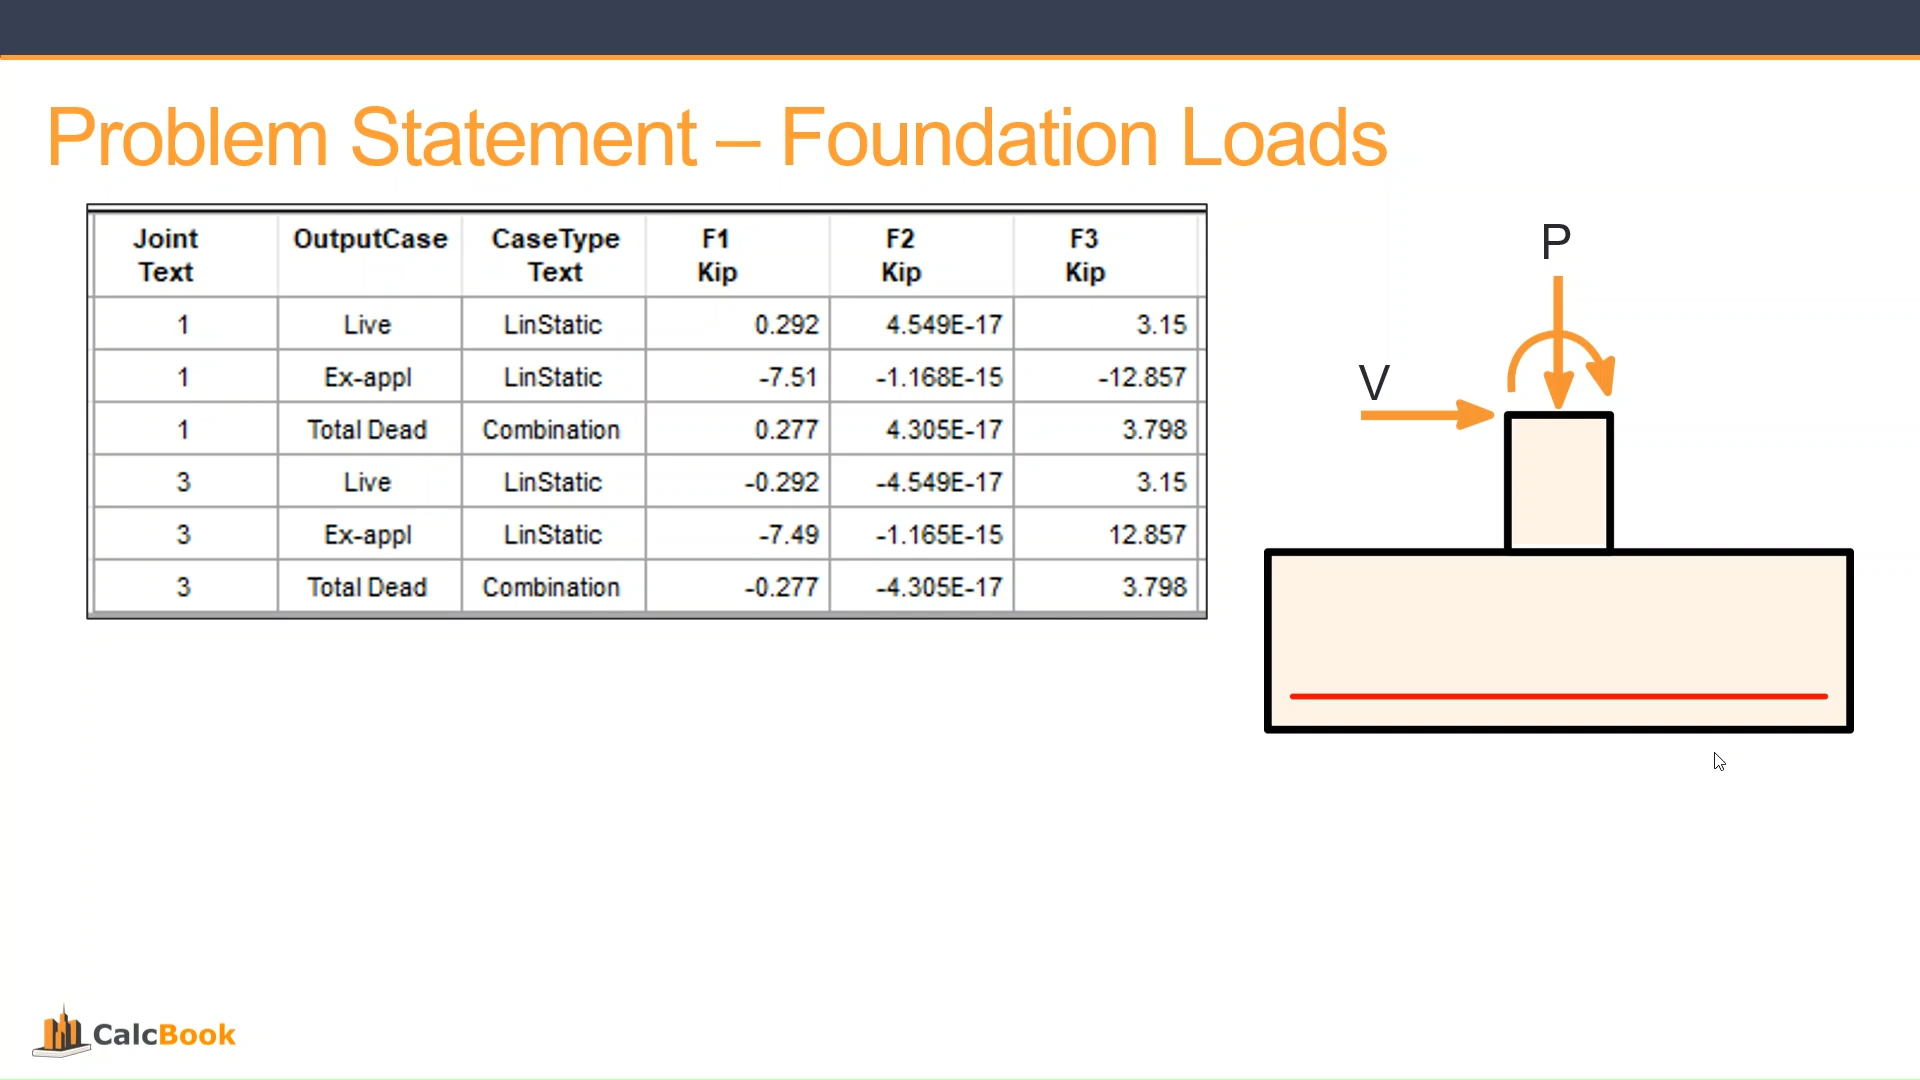 Problem Statement – Foundation Loads
Joint Text OutputCase CaseType Text F1 Kip F2 Kip F3 Kip
1 Live LinStatic 0.292 4.549E-17 3.15
1 Ex-appl LinStatic -7.51 -1.168E-15 -12.857
1 Total Dead Combination 0.277 4.305E-17 3.798
3 Live LinStatic -0.292 -4.549E-17 3.15
3 Ex-appl LinStatic -7.49 -1.165E-15 12.857
3 Total Dead Combination -0.277 -4.305E-17 3.798
P
V
CalcBook